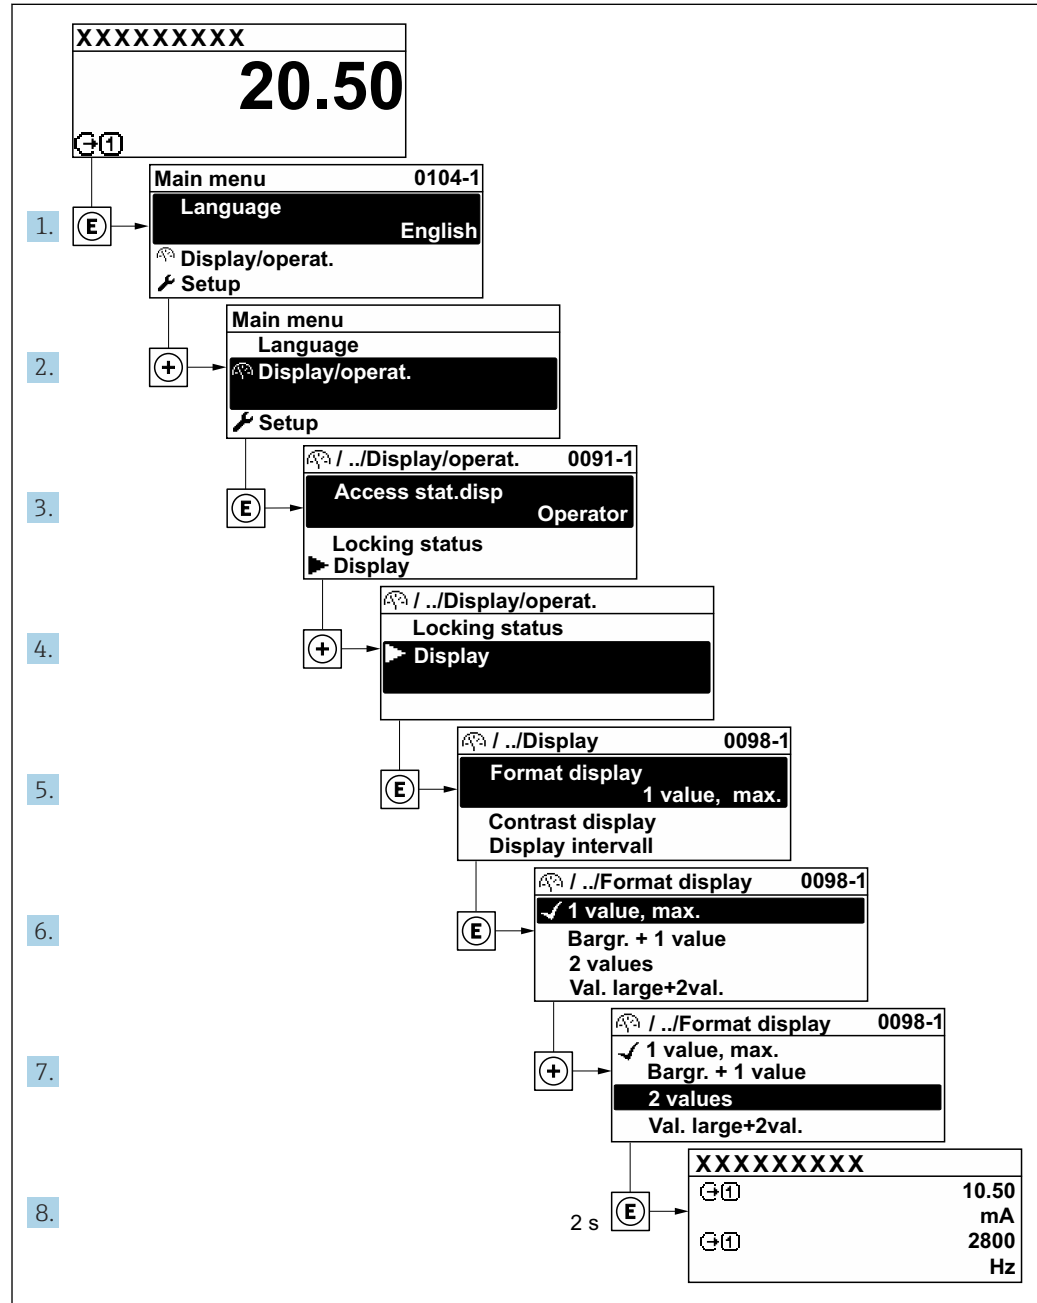 XXXXXXXXX
20.50
1
Main menu 0104-1
Language
English
1. E
Display/operat.
Setup
Main menu
Language
2. + Display/operat.
Setup
/ ../Display/operat. 0091-1
Access stat.disp
3. E Operator
Locking status
Display
/ ../Display/operat.
Locking status
4. + Display
/ ../Display 0098-1
Format display
5. E 1 value, max.
Contrast display
Display intervall
/ ../Format display 0098-1
1 value, max.
6. E Bargr. + 1 value
2 values
Val. large+2val.
/ ../Format display 0098-1
1 value, max.
7. + Bargr. + 1 value
2 values
Val. large+2val.
XXXXXXXXX
1 10.50
8. 2 s E mA
1 2800
Hz